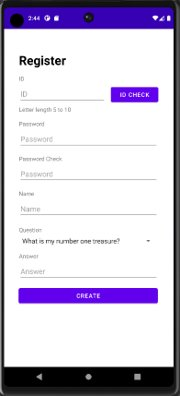 2:44
Register
ID
ID
ID CHECK
Letter length 5 to 10
Password
Password
Password Check
Password
Name
Name
Question
What is my number one treasure?
Answer
Answer
CREATE